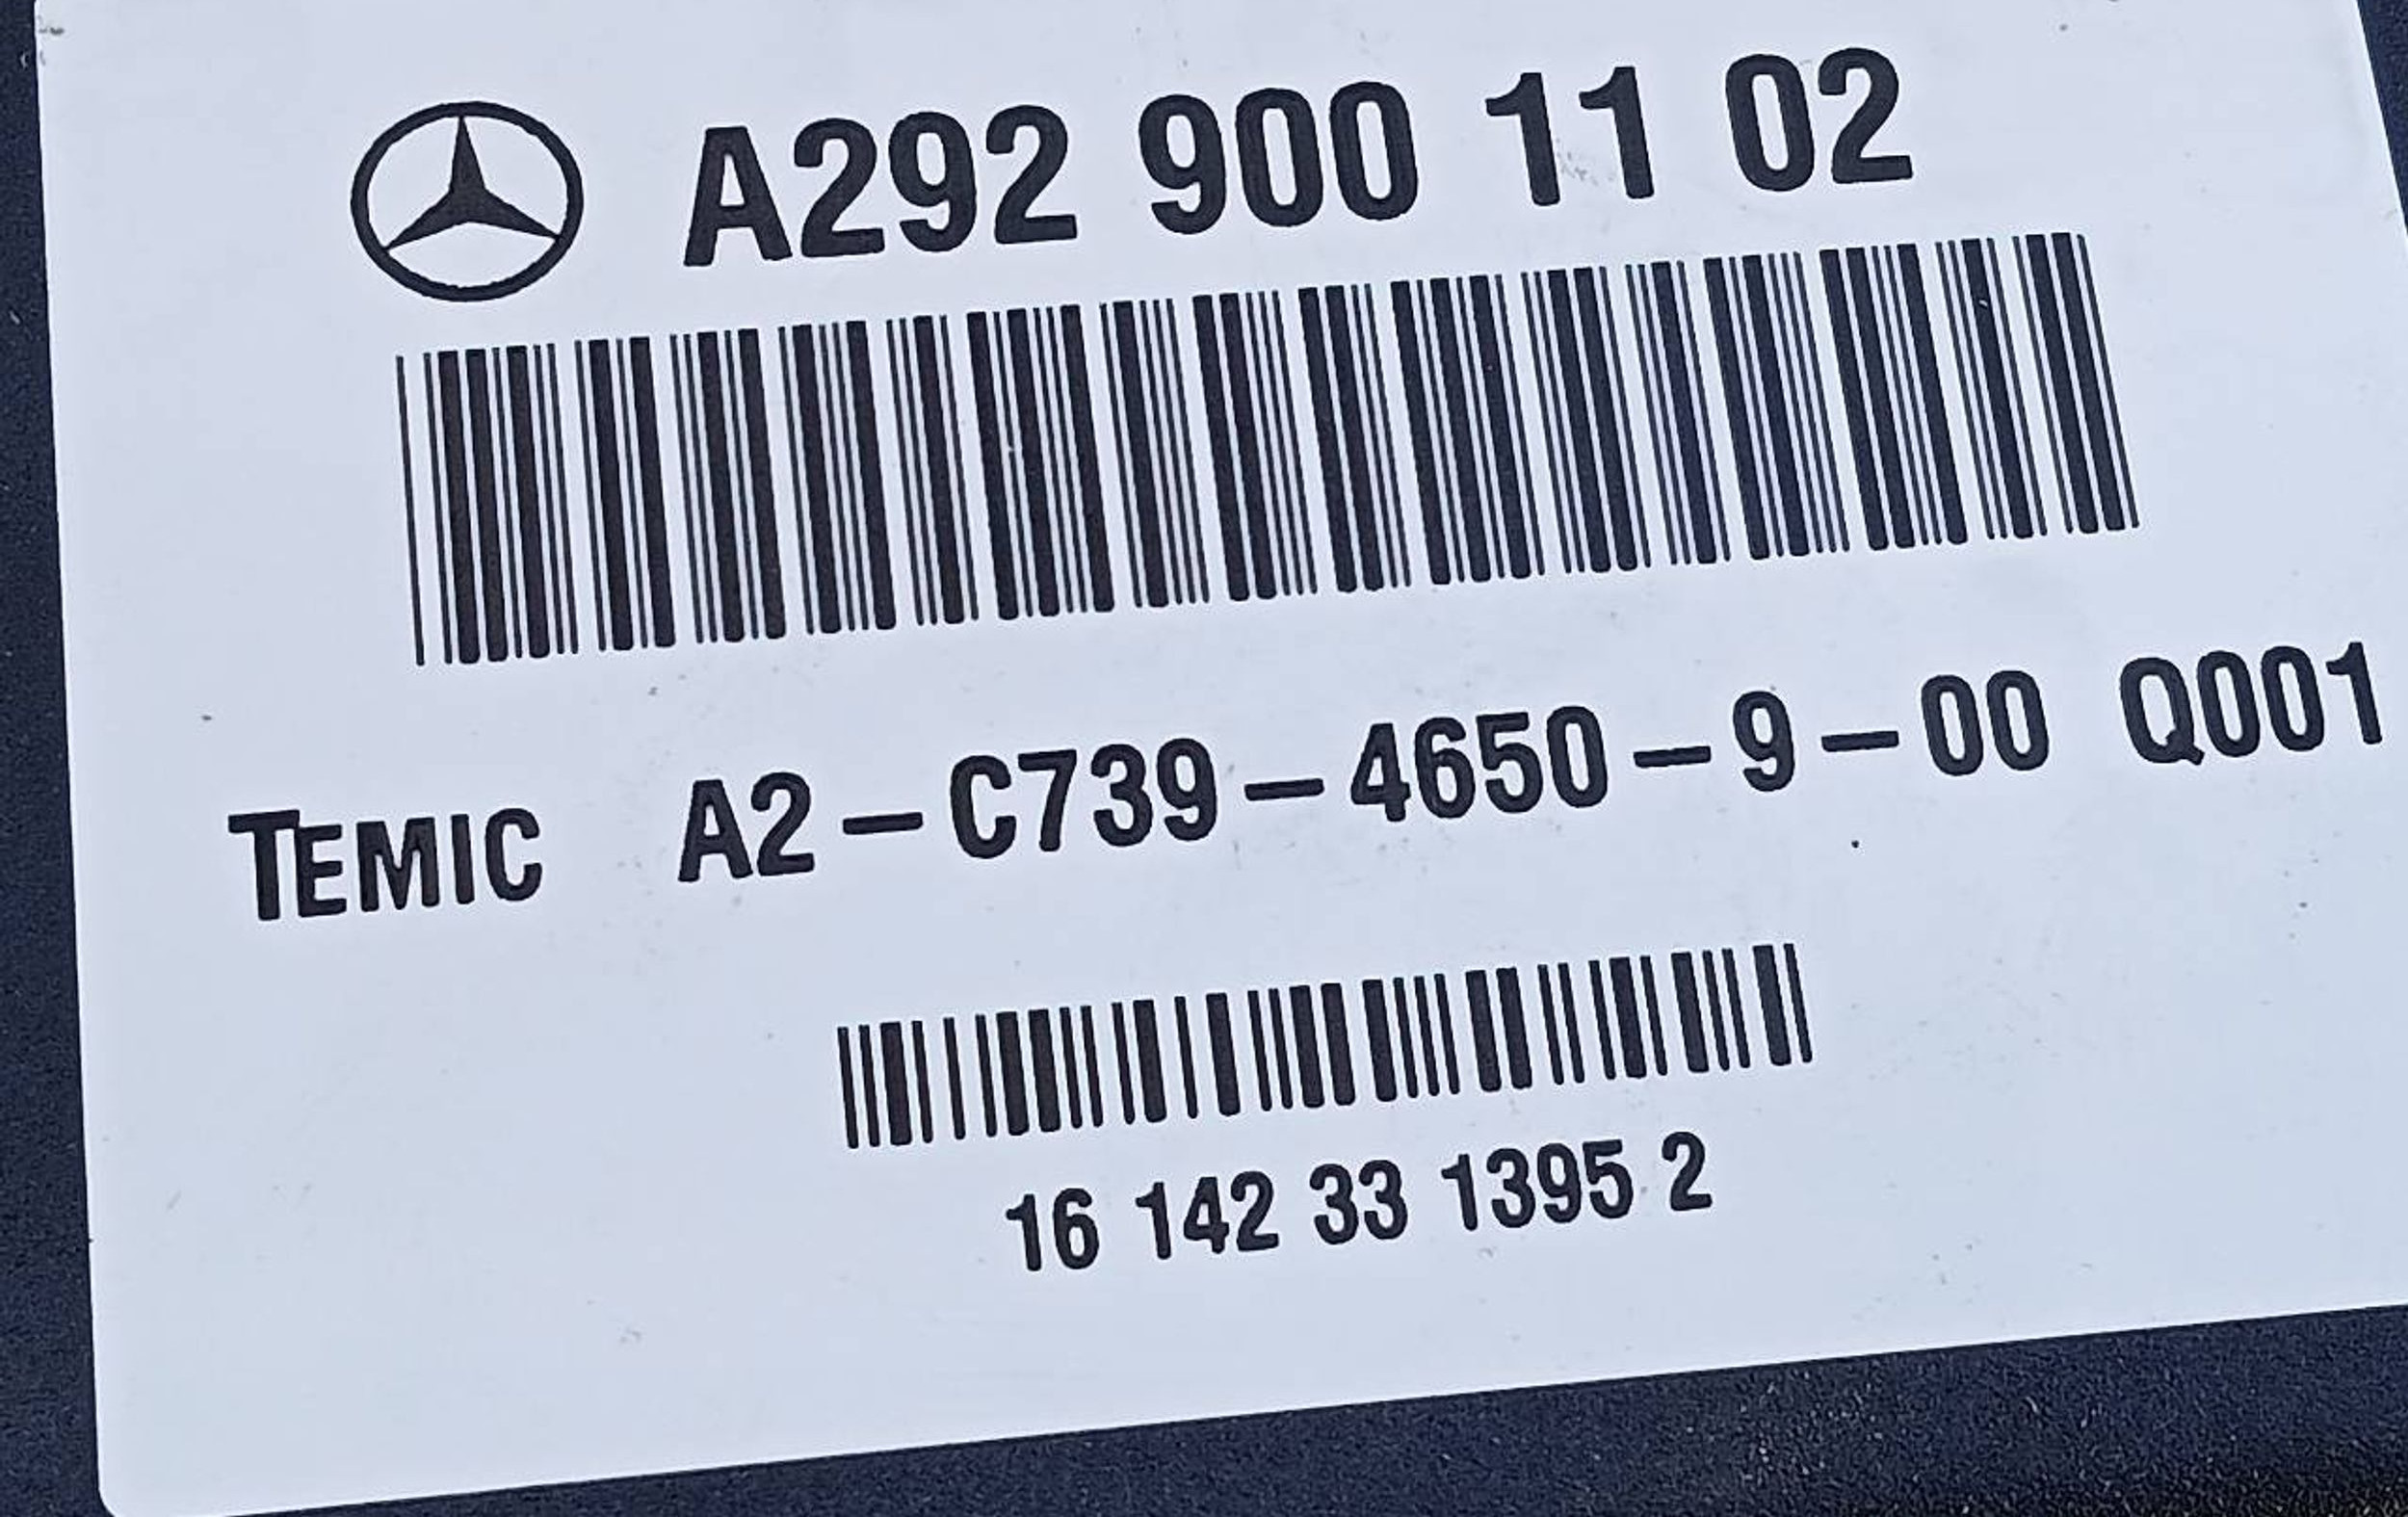 A292 900 11 02
TEMIC A2-C739-4650-9-00 Q001
16 142 33 1395 2